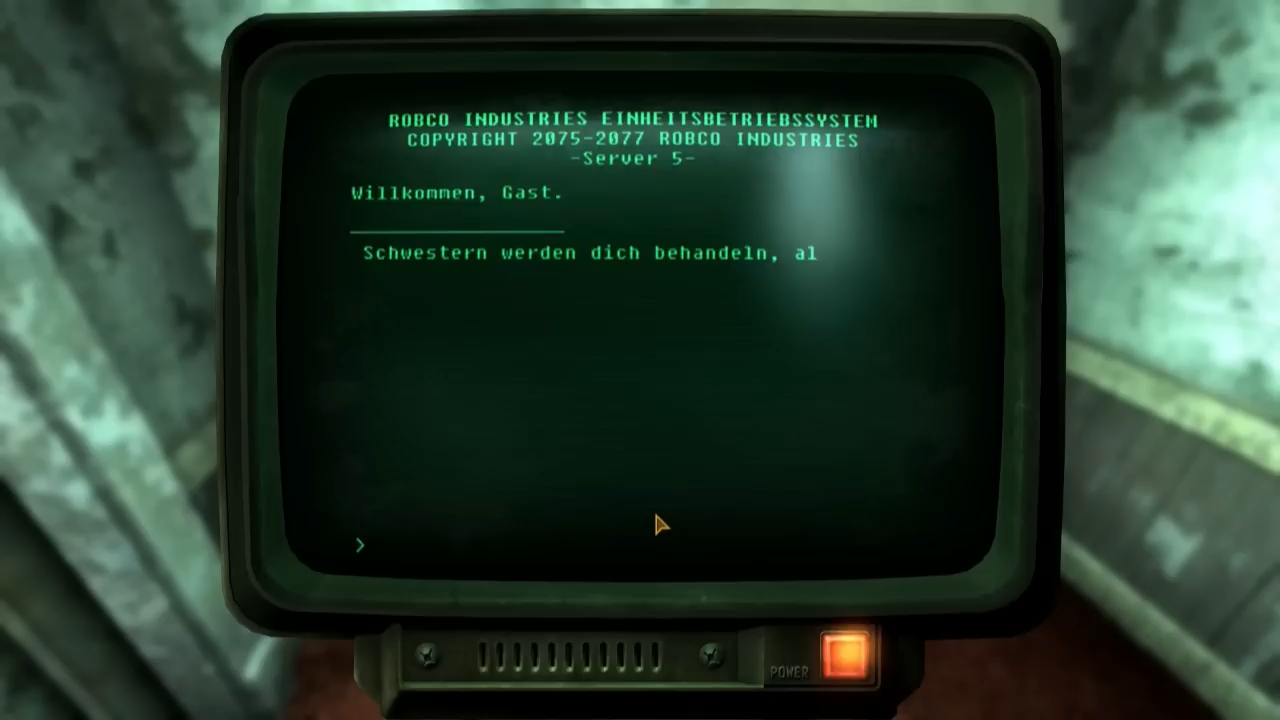 ROBCO INDUSTRIES EINHEITSBETRIEBSSYSTEM
COPYRIGHT 2075-2077 ROBCO INDUSTRIES
-Server 5-
Willkommen, Gast.
Schwestern werden dich behandeln, al
>
POWER